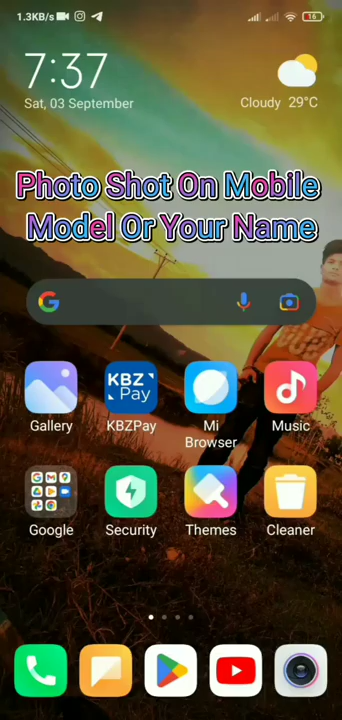 1.3KB/s
16
7:37
Sat, 03 September
Cloudy 29°C
Photo Shot On Mobile
Model Or Your Name
G
KBZ
Pay
Gallery
KBZPay
Mi
Browser
Music
Google
Security
Themes
Cleaner